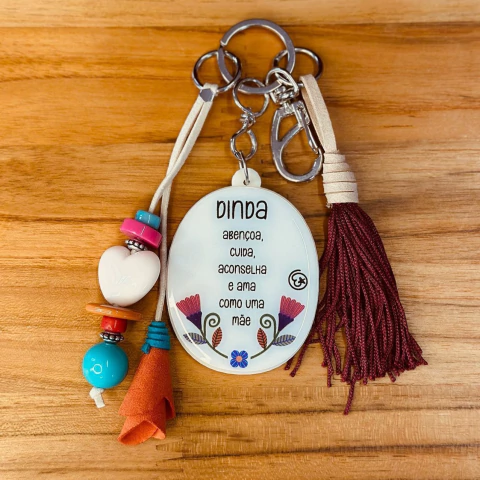 DINDA
ABENÇOA,
CUIDA,
ACONSELHA
E AMA
COMO UMA
MÃE